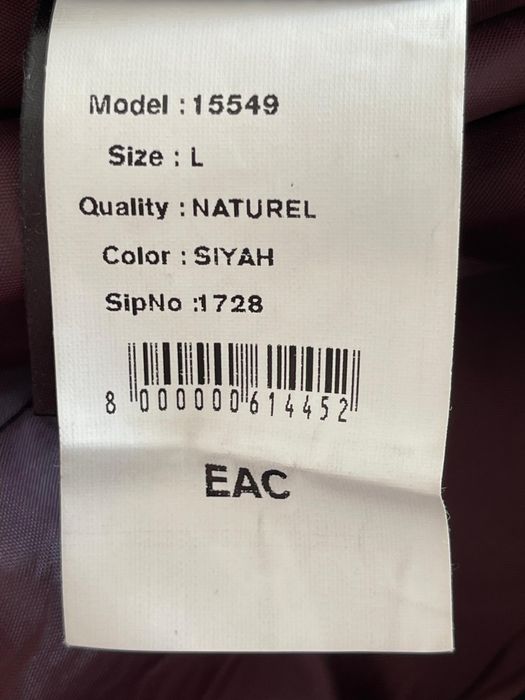 Model : 15549
Size : L
Quality : NATUREL
Color : SIYAH
SipNo :1728
8 000000 614452
EAC